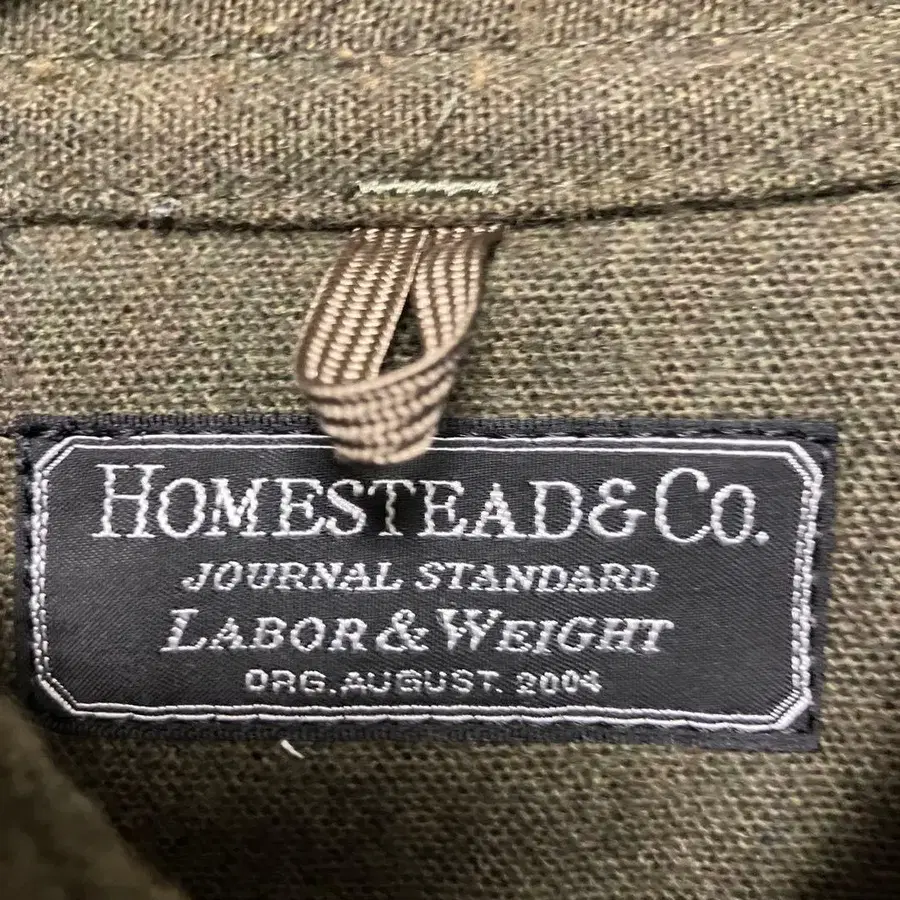 HOMESTEAD & CO.
JOURNAL STANDARD
LABOR & WEIGHT
ORG. AUGUST. 2004